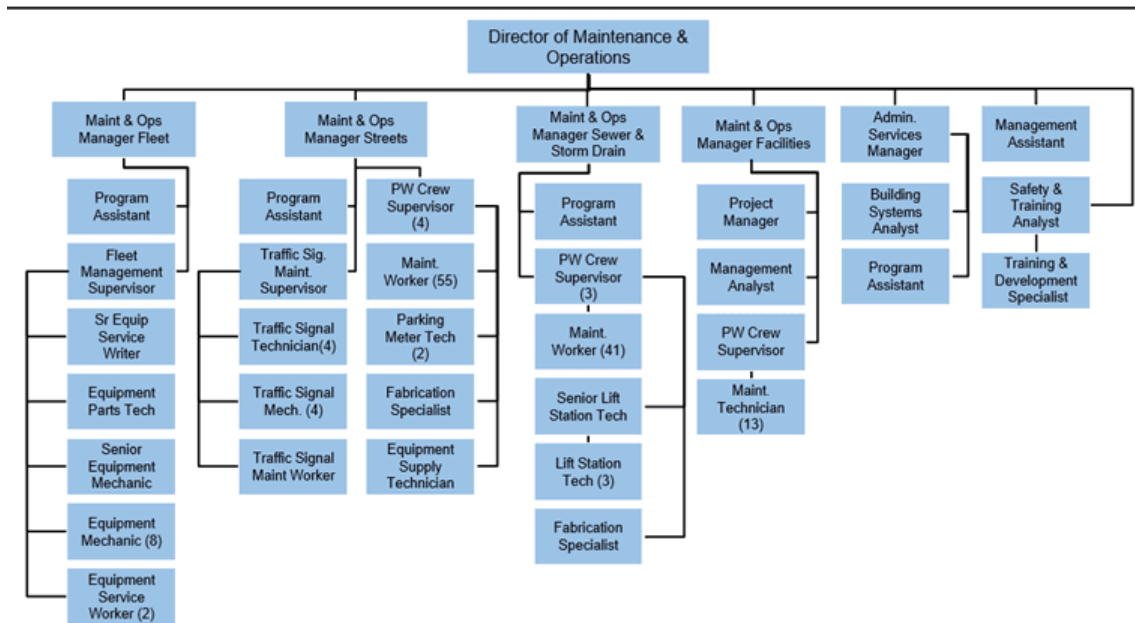 Director of Maintenance &
Operations
Maint & Ops
Manager Fleet
Program
Assistant
Fleet
Management
Supervisor
Sr Equip
Service
Writer
Equipment
Parts Tech
Senior
Equipment
Mechanic
Equipment
Mechanic (8)
Equipment
Service
Worker (2)
Maint & Ops
Manager Streets
Program
Assistant
Traffic Sig.
Maint.
Supervisor
Traffic Signal
Technician(4)
Traffic Signal
Mech. (4)
Traffic Signal
Maint Worker
PW Crew
Supervisor
(4)
Maint.
Worker (55)
Parking
Meter Tech
(2)
Fabrication
Specialist
Equipment
Supply
Technician
Maint & Ops
Manager Sewer &
Storm Drain
Program
Assistant
PW Crew
Supervisor
(3)
Maint.
Worker (41)
Senior Lift
Station Tech
Lift Station
Tech (3)
Fabrication
Specialist
Maint & Ops
Manager Facilities
Project
Manager
Management
Analyst
PW Crew
Supervisor
Maint.
Technician
(13)
Admin.
Services
Manager
Building
Systems
Analyst
Program
Assistant
Management
Assistant
Safety &
Training
Analyst
Training &
Development
Specialist